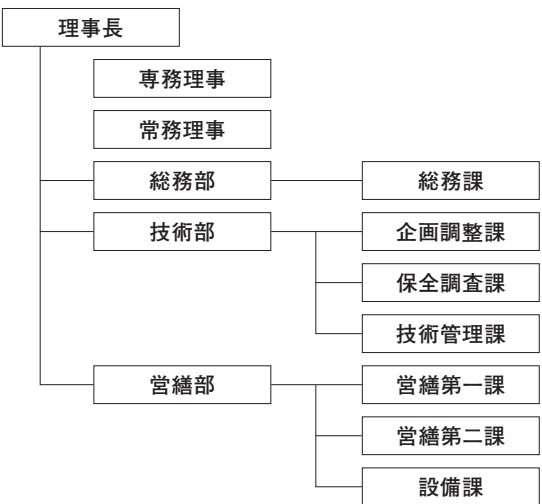 理事長
専務理事
常務理事
総務部
総務課
技術部
企画調整課
保全調査課
技術管理課
営繕部
営繕第一課
営繕第二課
設備課